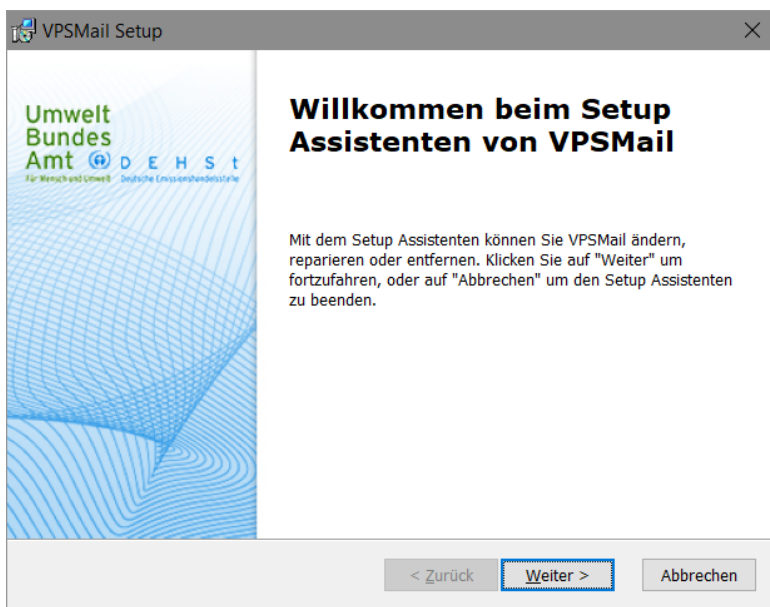 VPSMail Setup
Umwelt
Bundes
Amt DEHSt
Für Mensch und Umwelt Deutsche Emissionshandelsstelle
Willkommen beim Setup
Assistenten von VPSMail
Mit dem Setup Assistenten können Sie VPSMail ändern,
reparieren oder entfernen. Klicken Sie auf "Weiter" um
fortzufahren, oder auf "Abbrechen" um den Setup Assistenten
zu beenden.
< Zurück Weiter > Abbrechen